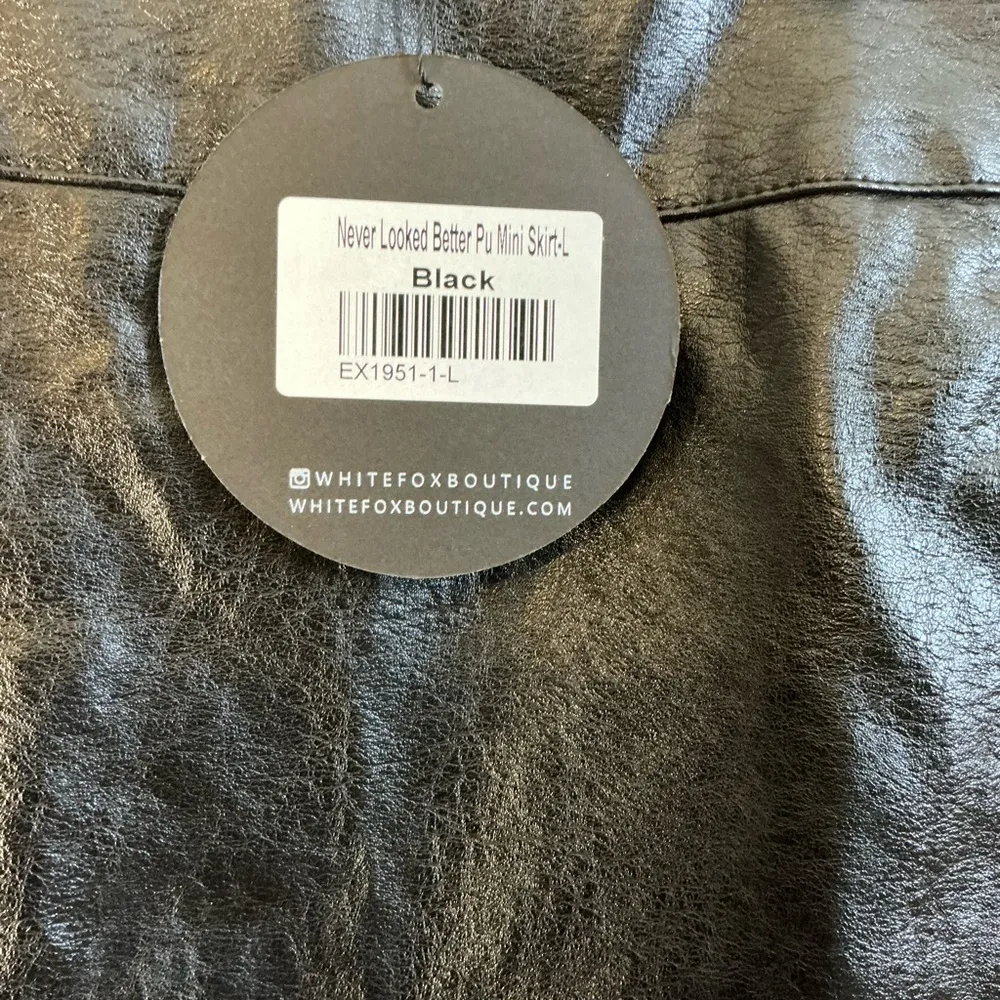 Never Looked Better Pu Mini Skirt-L
Black
EX1951-1-L
WHITEFOXBOUTIQUE
WHITEFOXBOUTIQUE.COM